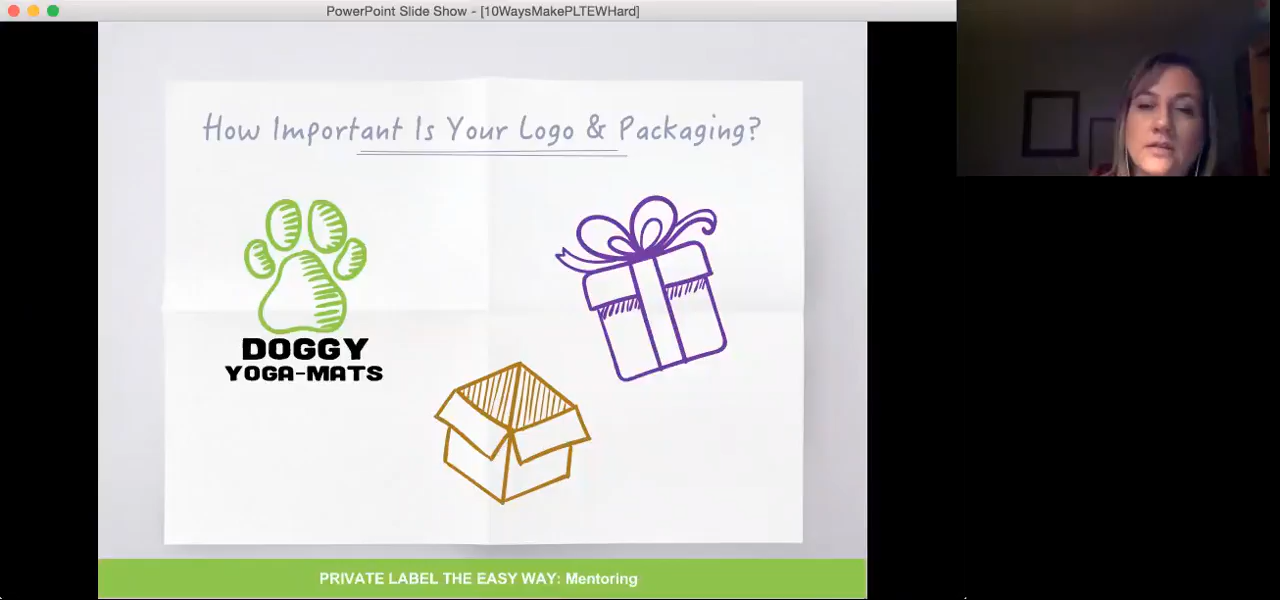 PowerPoint Slide Show - [10WaysMakePLTEWHard]
How Important Is Your Logo & Packaging?
DOGGY
YOGA-MATS
PRIVATE LABEL THE EASY WAY: Mentoring